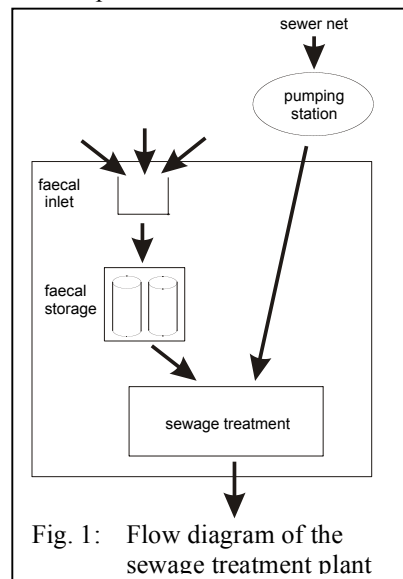 sewer net
pumping
station
faecal
inlet
faecal
storage
sewage treatment
Fig. 1: Flow diagram of the
sewage treatment plant